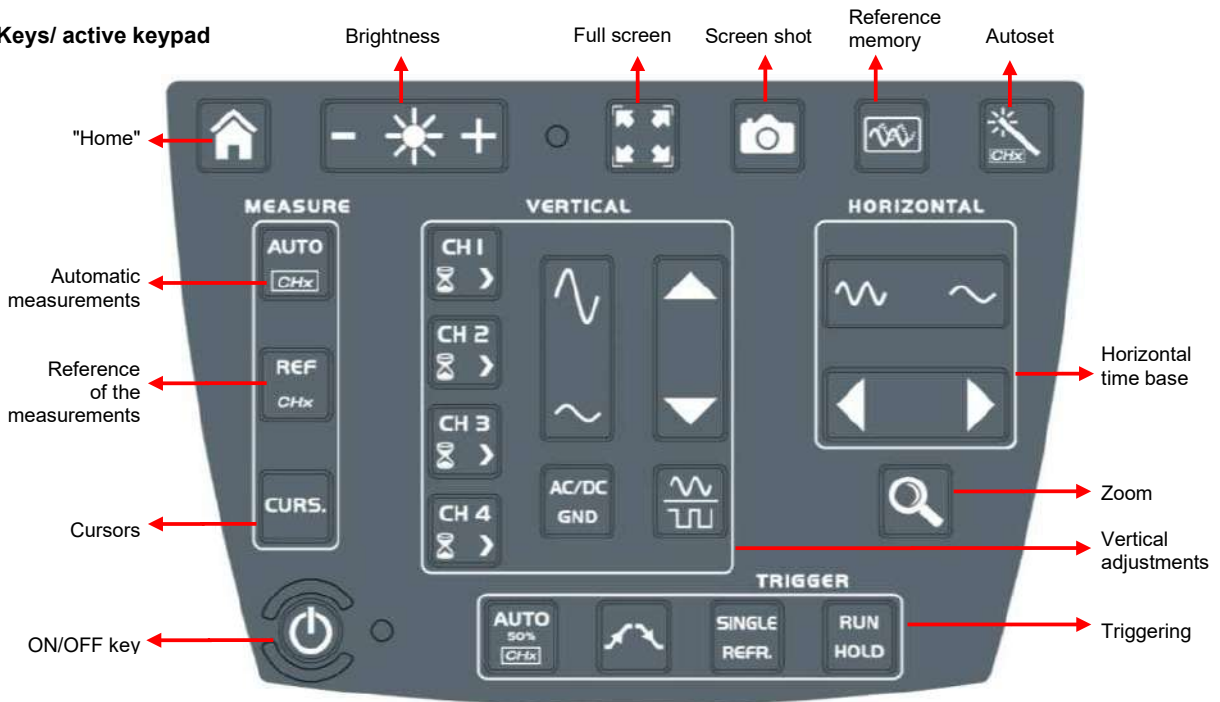 Keys/ active keypad
Brightness
Full screen
Screen shot
Reference
memory
Autoset
"Home"
CHx
MEASURE
VERTICAL
HORIZONTAL
AUTO
CHx
Automatic
measurements
CH 1
CH 2
REF
CHx
Reference
of the
measurements
Horizontal
time base
CH 3
CURS.
Cursors
AC/DC
GND
CH 4
Zoom
Vertical
adjustments
TRIGGER
ON/OFF key
AUTO
50%
CHx
SINGLE
REFR.
RUN
HOLD
Triggering